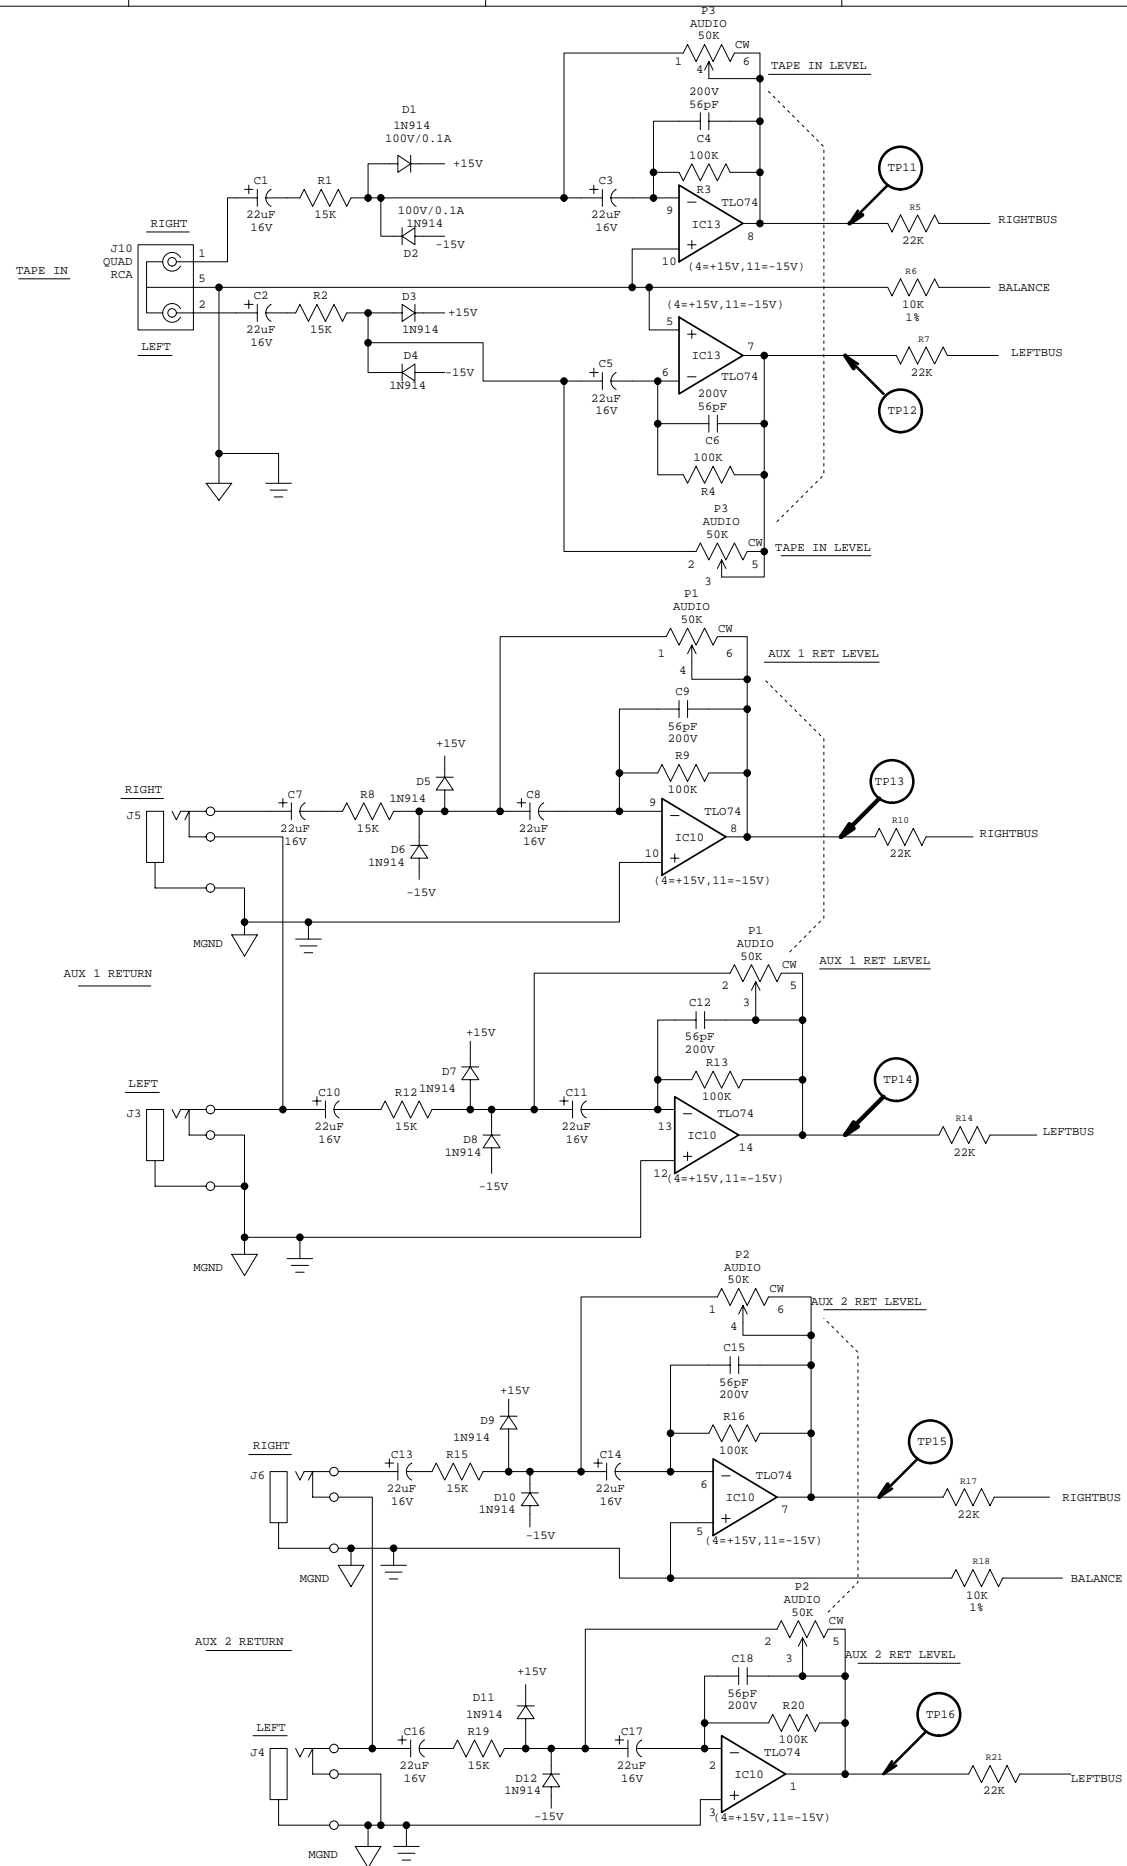 P3
AUDIO
50K
CW
1
4
6
TAPE IN LEVEL
200V
56pF
C4
D1
1N914
100V/0.1A
+15V
100K
R3
TP11
C1
+
22uF
16V
R1
15K
100V/0.1A
1N914
-15V
D2
C3
+
22uF
16V
9
TLO74
IC13
8
10
(4=+15V,11=-15V)
R5
22K
RIGHTBUS
RIGHT
J10
QUAD
RCA
1
5
2
TAPE IN
LEFT
R6
10K
1%
BALANCE
C2
+
22uF
16V
R2
15K
D3
+15V
1N914
D4
-15V
1N914
(4=+15V,11=-15V)
5
IC13
7
6
TLO74
R7
22K
LEFTBUS
C5
+
22uF
16V
TP12
200V
56pF
C6
100K
R4
P3
AUDIO
50K
CW
2
3
5
TAPE IN LEVEL
P1
AUDIO
50K
CW
1
4
6
AUX 1 RET LEVEL
C9
56pF
200V
R9
100K
+15V
D5
1N914
TP13
RIGHT
J5
C7
+
22uF
16V
R8
15K
D6
1N914
-15V
C8
+
22uF
16V
9
TLO74
IC10
8
10
(4=+15V,11=-15V)
R10
22K
RIGHTBUS
MGND
AUX 1 RETURN
P1
AUDIO
50K
CW
2
3
5
AUX 1 RET LEVEL
C12
56pF
200V
+15V
R13
100K
D7
1N914
TP14
LEFT
J3
C10
+
22uF
16V
R12
15K
D8
1N914
-15V
C11
+
22uF
16V
13
TLO74
IC10
14
12
(4=+15V,11=-15V)
R14
22K
LEFTBUS
MGND
P2
AUDIO
50K
CW
1
4
6
AUX 2 RET LEVEL
C15
56pF
200V
+15V
R16
100K
D9
1N914
TP15
RIGHT
J6
C13
+
22uF
16V
R15
15K
D10
1N914
-15V
C14
+
22uF
16V
6
TLO74
IC10
7
5
(4=+15V,11=-15V)
R17
22K
RIGHTBUS
MGND
R18
10K
1%
BALANCE
P2
AUDIO
50K
CW
2
3
5
AUX 2 RET LEVEL
AUX 2 RETURN
C18
56pF
200V
+15V
R20
100K
D11
1N914
TP16
LEFT
J4
C16
+
22uF
16V
R19
15K
D12
1N914
-15V
C17
+
22uF
16V
2
TLO74
IC10
1
3
(4=+15V,11=-15V)
R21
22K
LEFTBUS
MGND